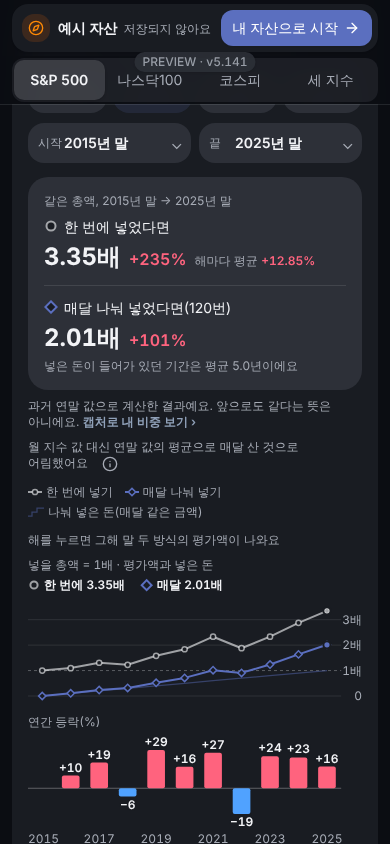 예시 자산 저장되지 않아요 내 자산으로 시작 →
PREVIEW · v5.141
S&P 500 나스닥100 코스피 세 지수
시작 2015년 말 끝 2025년 말
같은 총액, 2015년 말 → 2025년 말
한 번에 넣었다면
3.35배 +235% 해마다 평균 +12.85%
매달 나눠 넣었다면(120번)
2.01배 +101%
넣은 돈이 들어가 있던 기간은 평균 5.0년이에요
과거 연말 값으로 계산한 결과예요. 앞으로도 같다는 뜻은
아니에요. 캡처로 내 비중 보기 ›
월 지수 값 대신 연말 값의 평균으로 매달 산 것으로
어림했어요
한 번에 넣기 매달 나눠 넣기
나눠 넣은 돈(매달 같은 금액)
해를 누르면 그해 말 두 방식의 평가액이 나와요
넣을 총액 = 1배 · 평가액과 넣은 돈
한 번에 3.35배 매달 2.01배
3배
2배
1배
0
연간 등락(%)
+10 +19 −6 +29 +16 +27 −19 +24 +23 +16
2015 2017 2019 2021 2023 2025